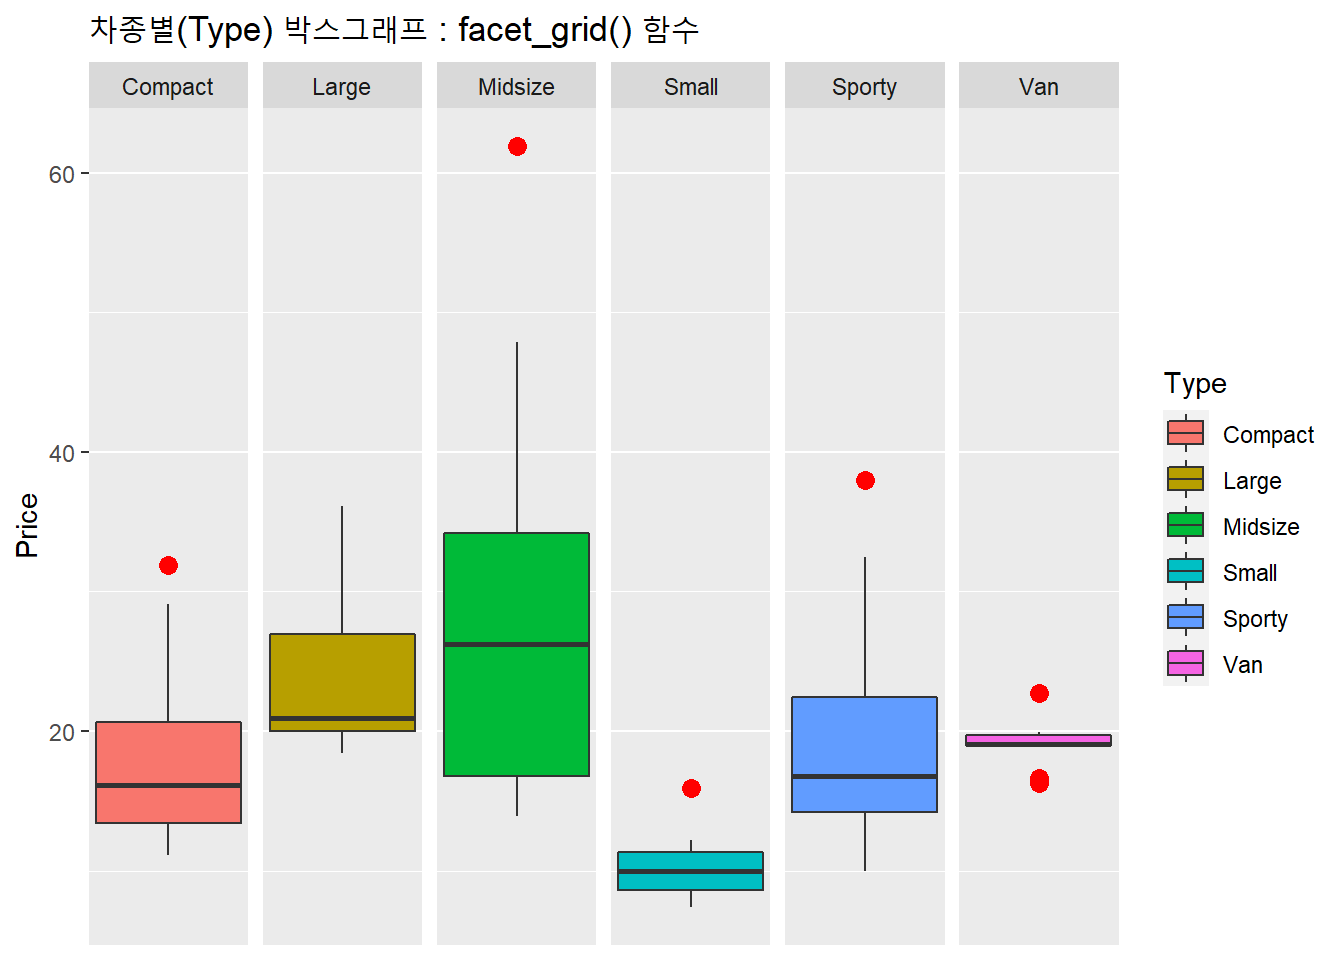 차종별(Type) 박스그래프 : facet_grid() 함수
Compact Large Midsize Small Sporty Van
60
40
20
Price
Type
Compact
Large
Midsize
Small
Sporty
Van